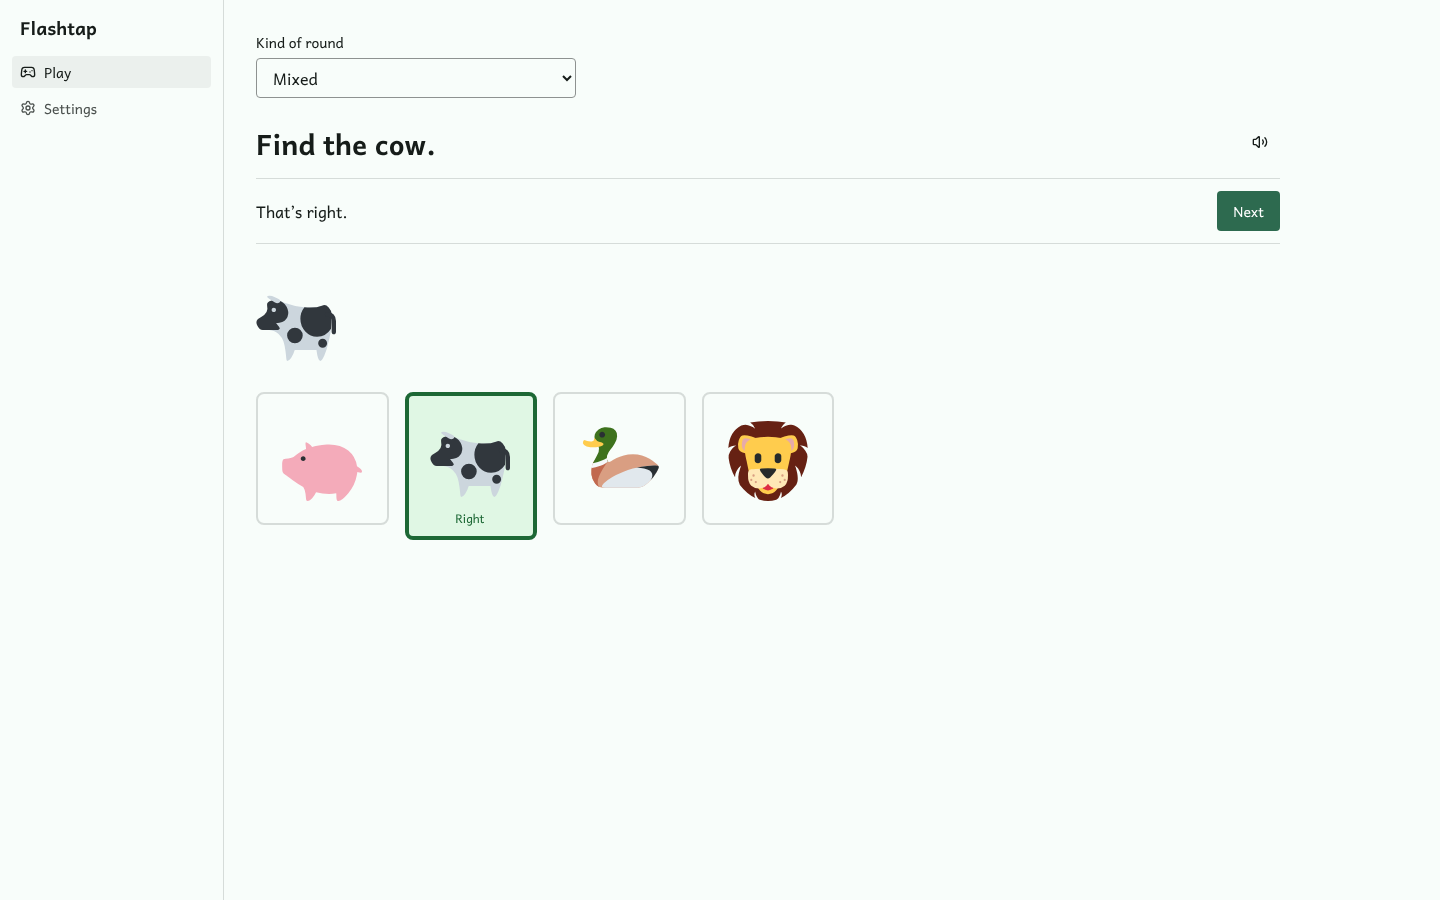 Flashtap
Play
Settings
Kind of round
Mixed
Find the cow.
That’s right.
Next
Right